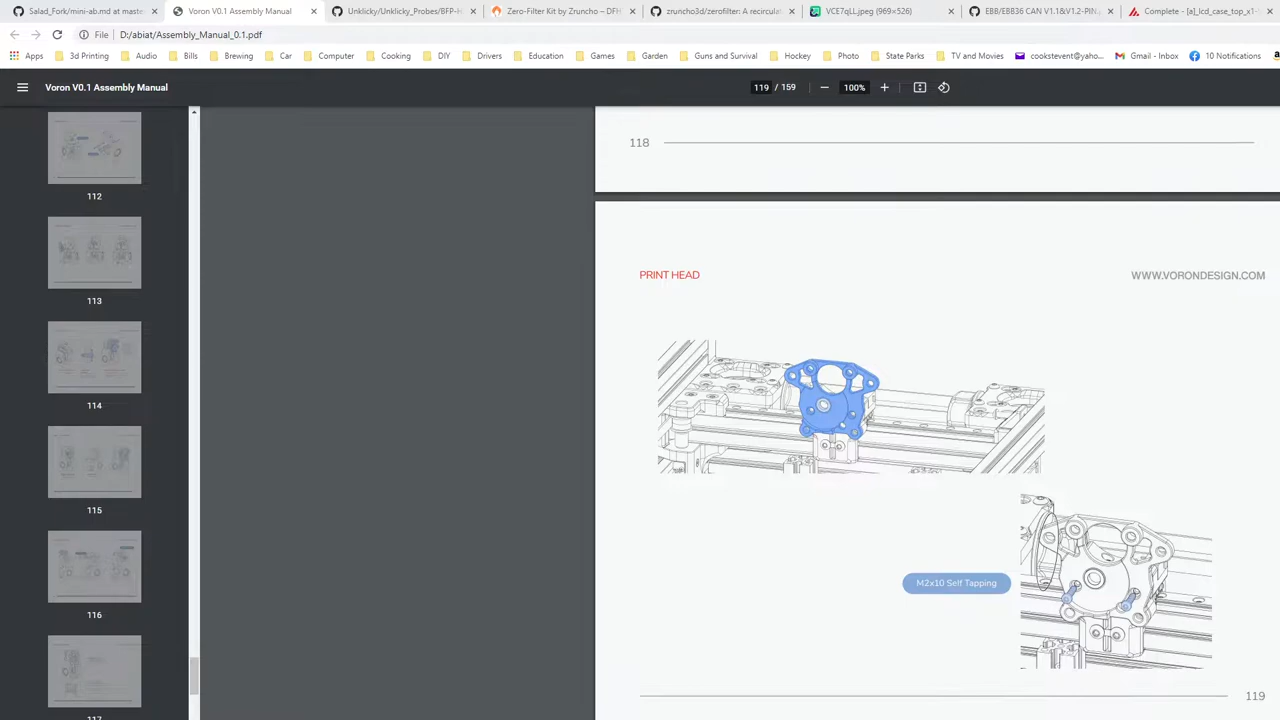 Salad_Fork/mini-ab.md at master
Voron V0.1 Assembly Manual
Unklicky/Unklicky_Probes/BFP-H
Zero-Filter Kit by Zruncho – DFH
zruncho3d/zerofilter: A recirculat
VCE7qLL.jpeg (969×526)
EBB/EBB36 CAN V1.1&V1.2-PIN
Complete - [a]_lcd_case_top_x1
File D:/abiat/Assembly_Manual_0.1.pdf
Apps 3d Printing Audio Bills Brewing Car Computer Cooking DIY Drivers Education Games Garden Guns and Survival Hockey Photo State Parks TV and Movies cookstevent@yaho... Gmail - Inbox 10 Notifications
Voron V0.1 Assembly Manual
119 / 159
100%
112
113
114
115
116
117
118
PRINT HEAD
WWW.VORONDESIGN.COM
M2x10 Self Tapping
119